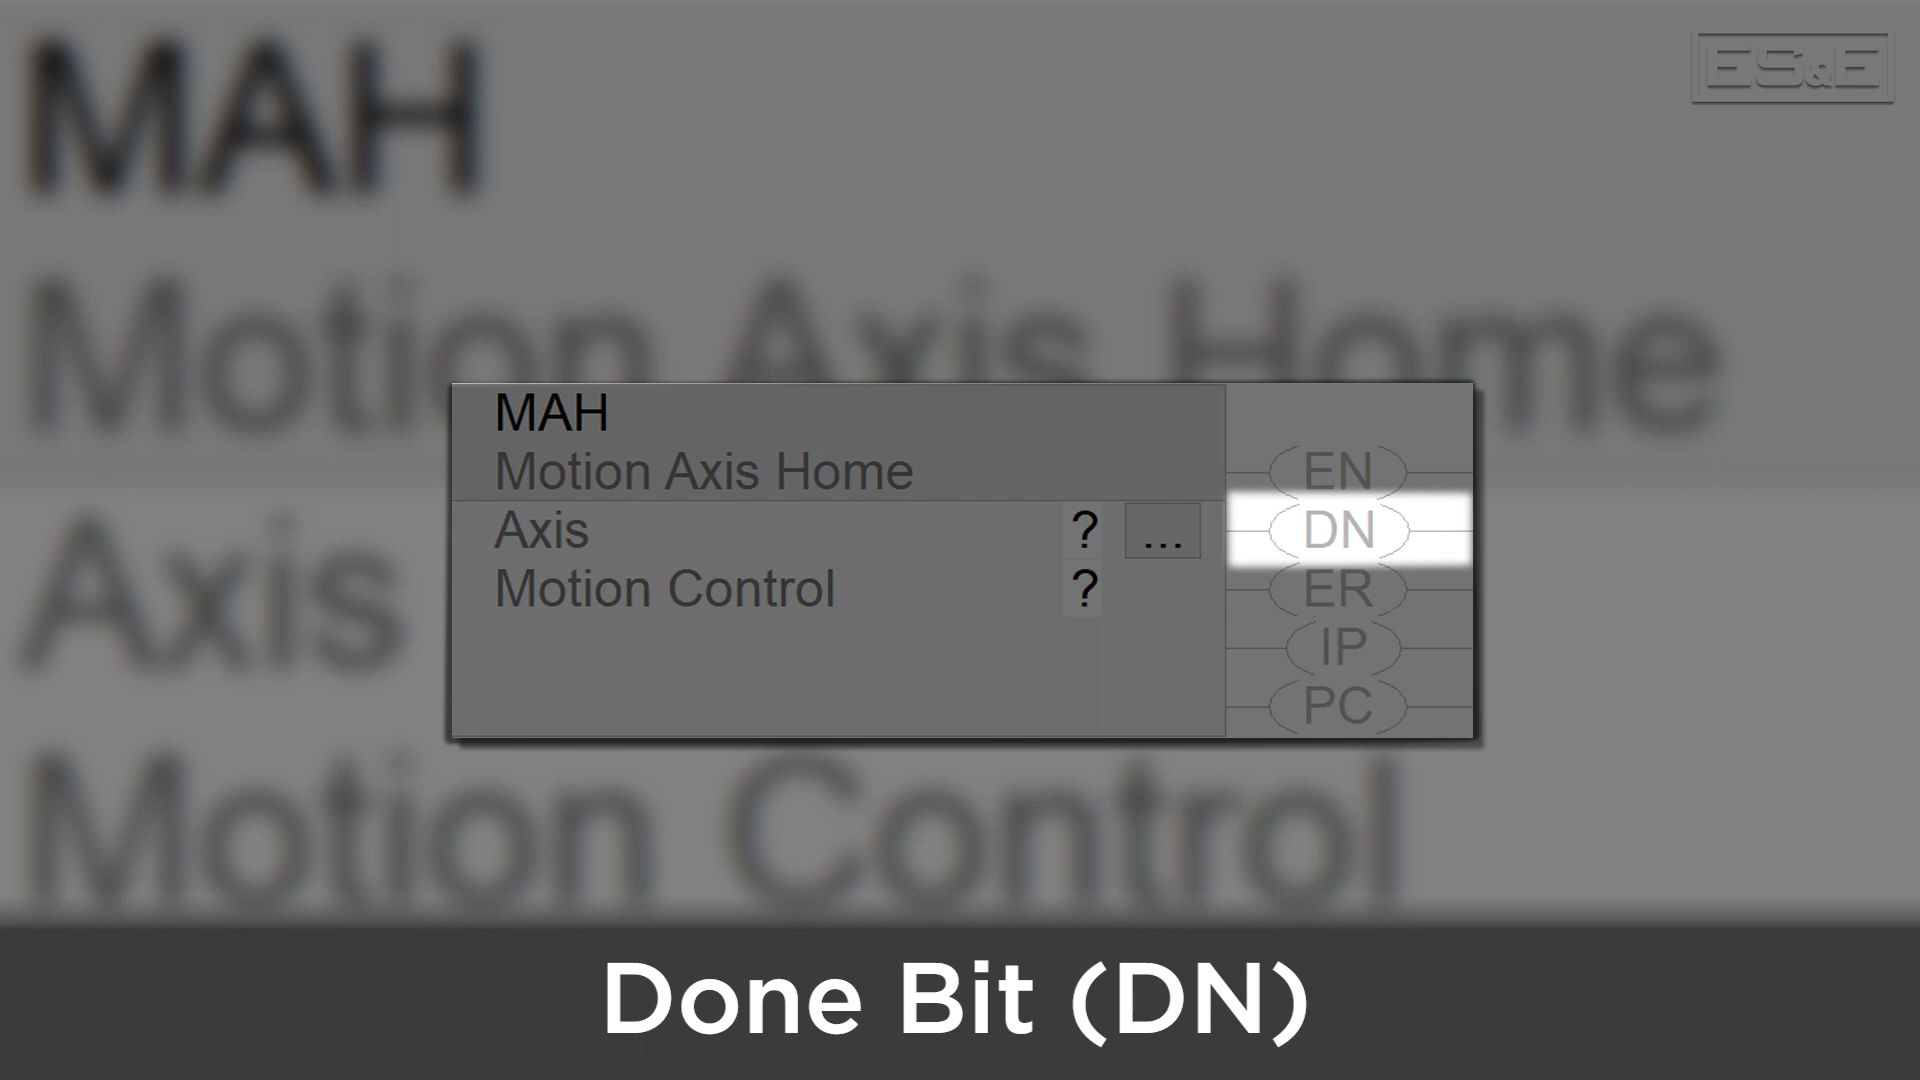 MAH
Motion Axis Home
Axis
Motion Control
ES&E
MAH
Motion Axis Home
Axis ? ...
Motion Control ?
EN
DN
ER
IP
PC
Done Bit (DN)